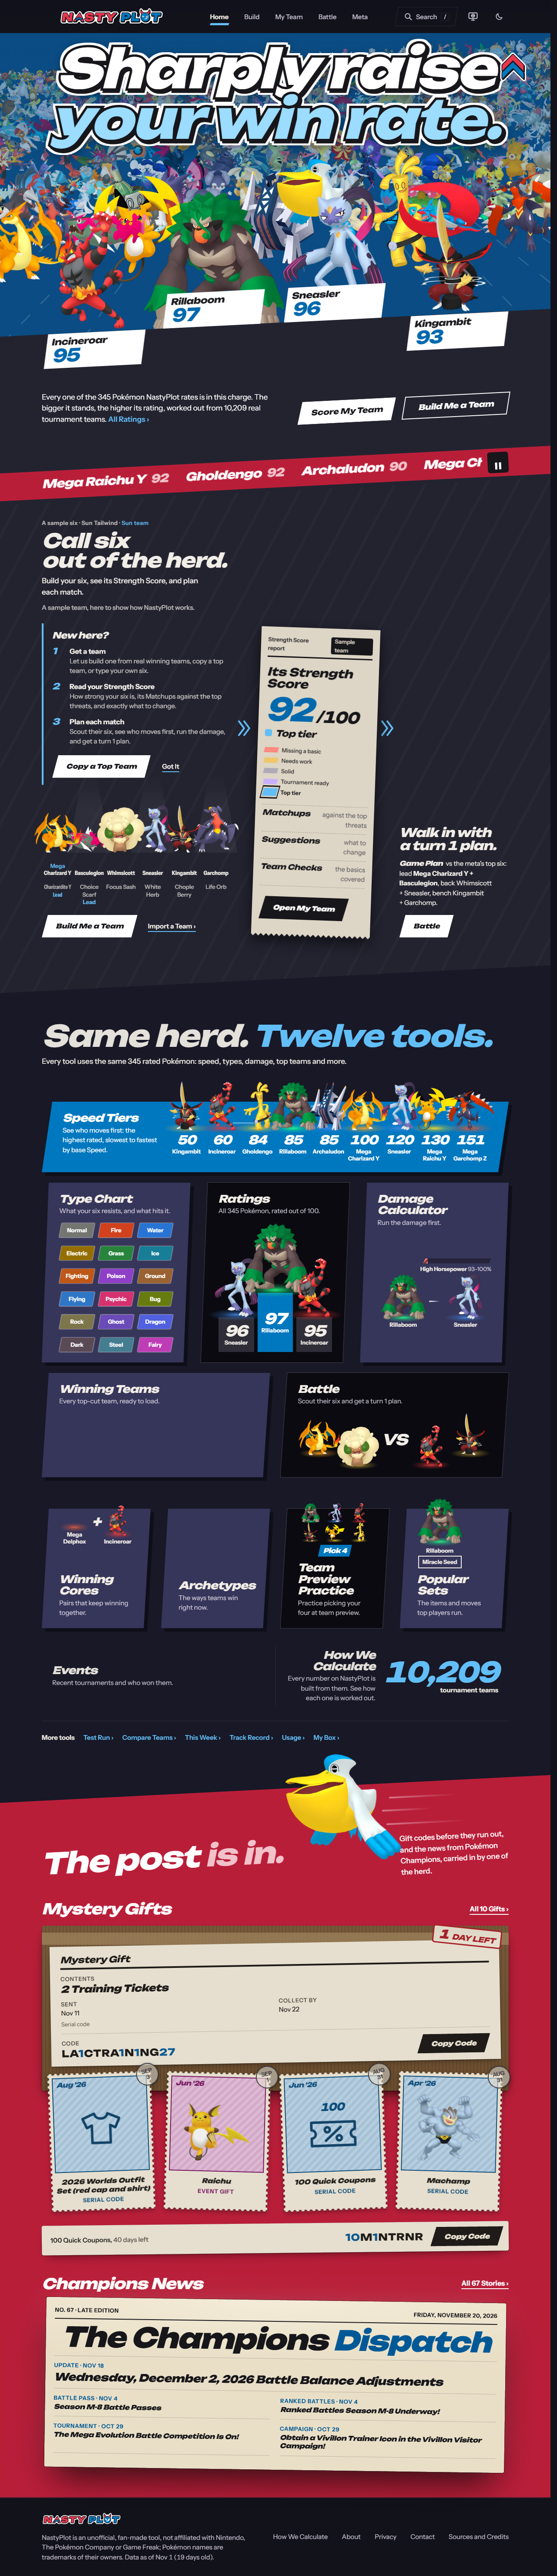 NASTY PLOT
Home
Build
My Team
Battle
Meta
Search /
Sharply raise
your win rate.
Incineroar
95
Rillaboom
97
Sneasler
96
Kingambit
93
Every one of the 345 Pokémon NastyPlot rates is in this chart. The
bigger it stands, the higher its rating, worked out from 10,209 real
tournament teams. All Ratings ›
Score My Team
Build Me a Team
Mega Raichu Y 92
Gholdengo 92
Archaludon 90
Mega Ch
A sample six · Sun Tailwind · Sun team
Call six
out of the herd.
Build your six, see its Strength Score, and plan
each match.
A sample team, here to show how NastyPlot works.
New here?
1 Get a team
Let us build one from real winning teams, copy a top
team, or type your own six.
2 Read your Strength Score
How strong your six is, its Matchups against the top
threats, and exactly what to change.
3 Plan each match
Scout their six, see who moves first, run the damage,
and get a turn 1 plan.
Copy a Top Team
Got It
Mega
Charizard Y
Basculegion
Whimsicott
Sneasler
Kingambit
Garchomp
Charizardite Y
Lead
Choice
Scarf
Lead
Focus Sash
White
Herb
Chople
Berry
Life Orb
Build Me a Team
Import a Team ›
Strength Score
report
Sample
team
Its Strength
Score
92/100
Top tier
Missing a basic
Needs work
Solid
Tournament ready
Top tier
Matchups
against the top
threats
Suggestions
what to
change
Team Checks
the basics
covered
Open My Team
Walk in with
a turn 1 plan.
Game Plan vs the meta's top six:
lead Mega Charizard Y +
Basculegion, back Whimsicott
+ Sneasler, bench Kingambit
+ Garchomp.
Battle
Same herd. Twelve tools.
Every tool uses the same 345 rated Pokémon: speed, types, damage, top teams and more.
Speed Tiers
See who moves first: the
highest rated, slowest to fastest
by base Speed.
50
Kingambit
60
Incineroar
84
Gholdengo
85
Rillaboom
85
Archaludon
100
Mega
Charizard Y
120
Sneasler
130
Mega
Raichu Y
151
Mega
Garchomp Z
Type Chart
What your six resists, and what hits it.
Normal
Fire
Water
Electric
Grass
Ice
Fighting
Poison
Ground
Flying
Psychic
Bug
Rock
Ghost
Dragon
Dark
Steel
Fairy
Ratings
All 345 Pokémon, rated out of 100.
96
Sneasler
97
Rillaboom
95
Incineroar
Damage
Calculator
Run the damage first.
High Horsepower 93–100%
Rillaboom
Sneasler
Winning Teams
Every top-cut team, ready to load.
Battle
Scout their six and get a turn 1 plan.
VS
Mega
Delphox
+
Incineroar
Winning
Cores
Pairs that keep winning
together.
Archetypes
The ways teams win
right now.
Pick 4
Team
Preview
Practice
Practice picking your
four at team preview.
Rillaboom
Miracle Seed
Popular
Sets
The items and moves
top players run.
Events
Recent tournaments and who won them.
How We
Calculate
Every number on NastyPlot is
built from them. See how
each one is worked out.
10,209
tournament teams
More tools
Test Run ›
Compare Teams ›
This Week ›
Track Record ›
Usage ›
My Box ›
The post is in.
Gift codes before they run out,
and the news from Pokémon
Champions, carried in by one of
the herd.
Mystery Gifts
All 10 Gifts ›
1 DAY LEFT
Mystery Gift
CONTENTS
2 Training Tickets
SENT
Nov 11
COLLECT BY
Nov 22
Serial code
CODE
LA1CTRA1N1NG27
Copy Code
Aug '26
2026 Worlds Outfit
Set (red cap and shirt)
SERIAL CODE
Jun '26
Raichu
EVENT GIFT
Jun '26
100
100 Quick Coupons
SERIAL CODE
Apr '26
Machamp
SERIAL CODE
100 Quick Coupons, 40 days left
10M1NTRNR
Copy Code
Champions News
All 67 Stories ›
NO. 67 · LATE EDITION
FRIDAY, NOVEMBER 20, 2026
The Champions Dispatch
UPDATE · NOV 18
Wednesday, December 2, 2026 Battle Balance Adjustments
BATTLE PASS · NOV 4
Season M-8 Battle Passes
RANKED BATTLES · NOV 4
Ranked Battles Season M-8 Underway!
TOURNAMENT · OCT 29
The Mega Evolution Battle Competition Is On!
CAMPAIGN · OCT 29
Obtain a Vivillon Trainer Icon in the Vivillon Visitor
Campaign!
NASTY PLOT
NastyPlot is an unofficial, fan-made tool, not affiliated with Nintendo,
The Pokémon Company or Game Freak; Pokémon names are
trademarks of their owners. Data as of Nov 1 (19 days old).
How We Calculate
About
Privacy
Contact
Sources and Credits